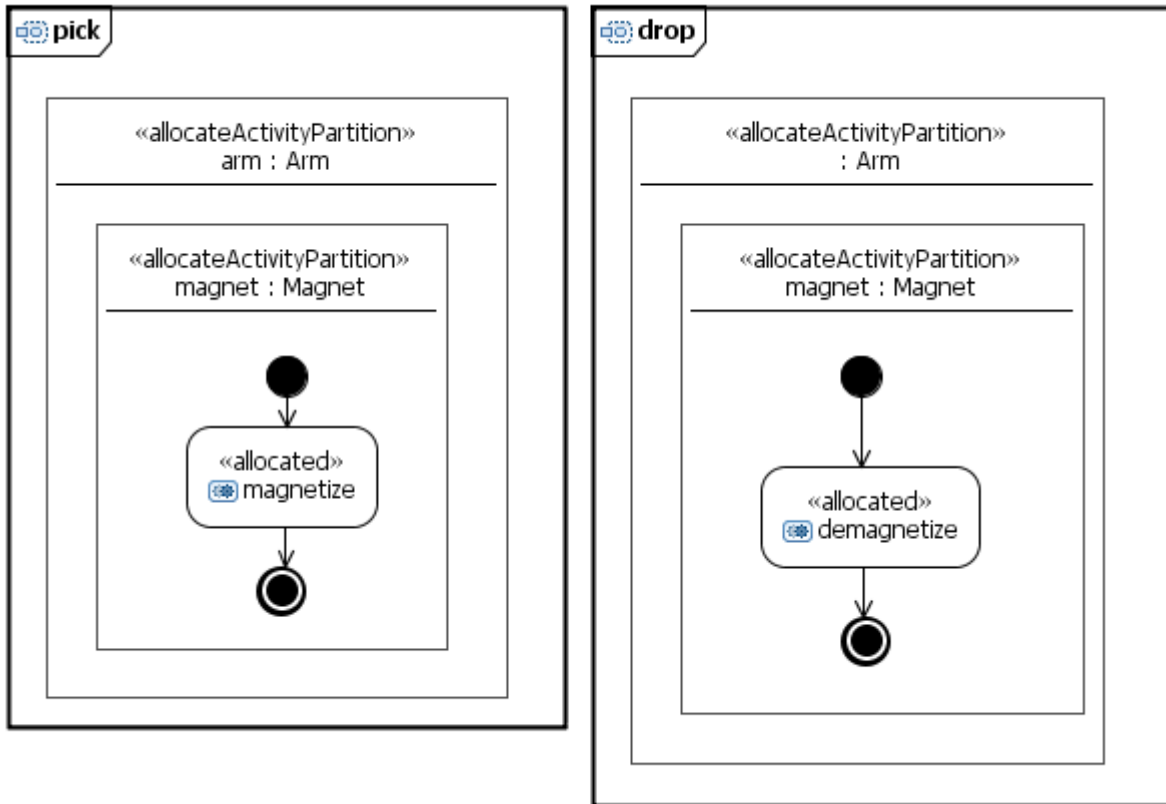 pick
«allocateActivityPartition»
arm : Arm
«allocateActivityPartition»
magnet : Magnet
«allocated»
magnetize
drop
«allocateActivityPartition»
: Arm
«allocateActivityPartition»
magnet : Magnet
«allocated»
demagnetize